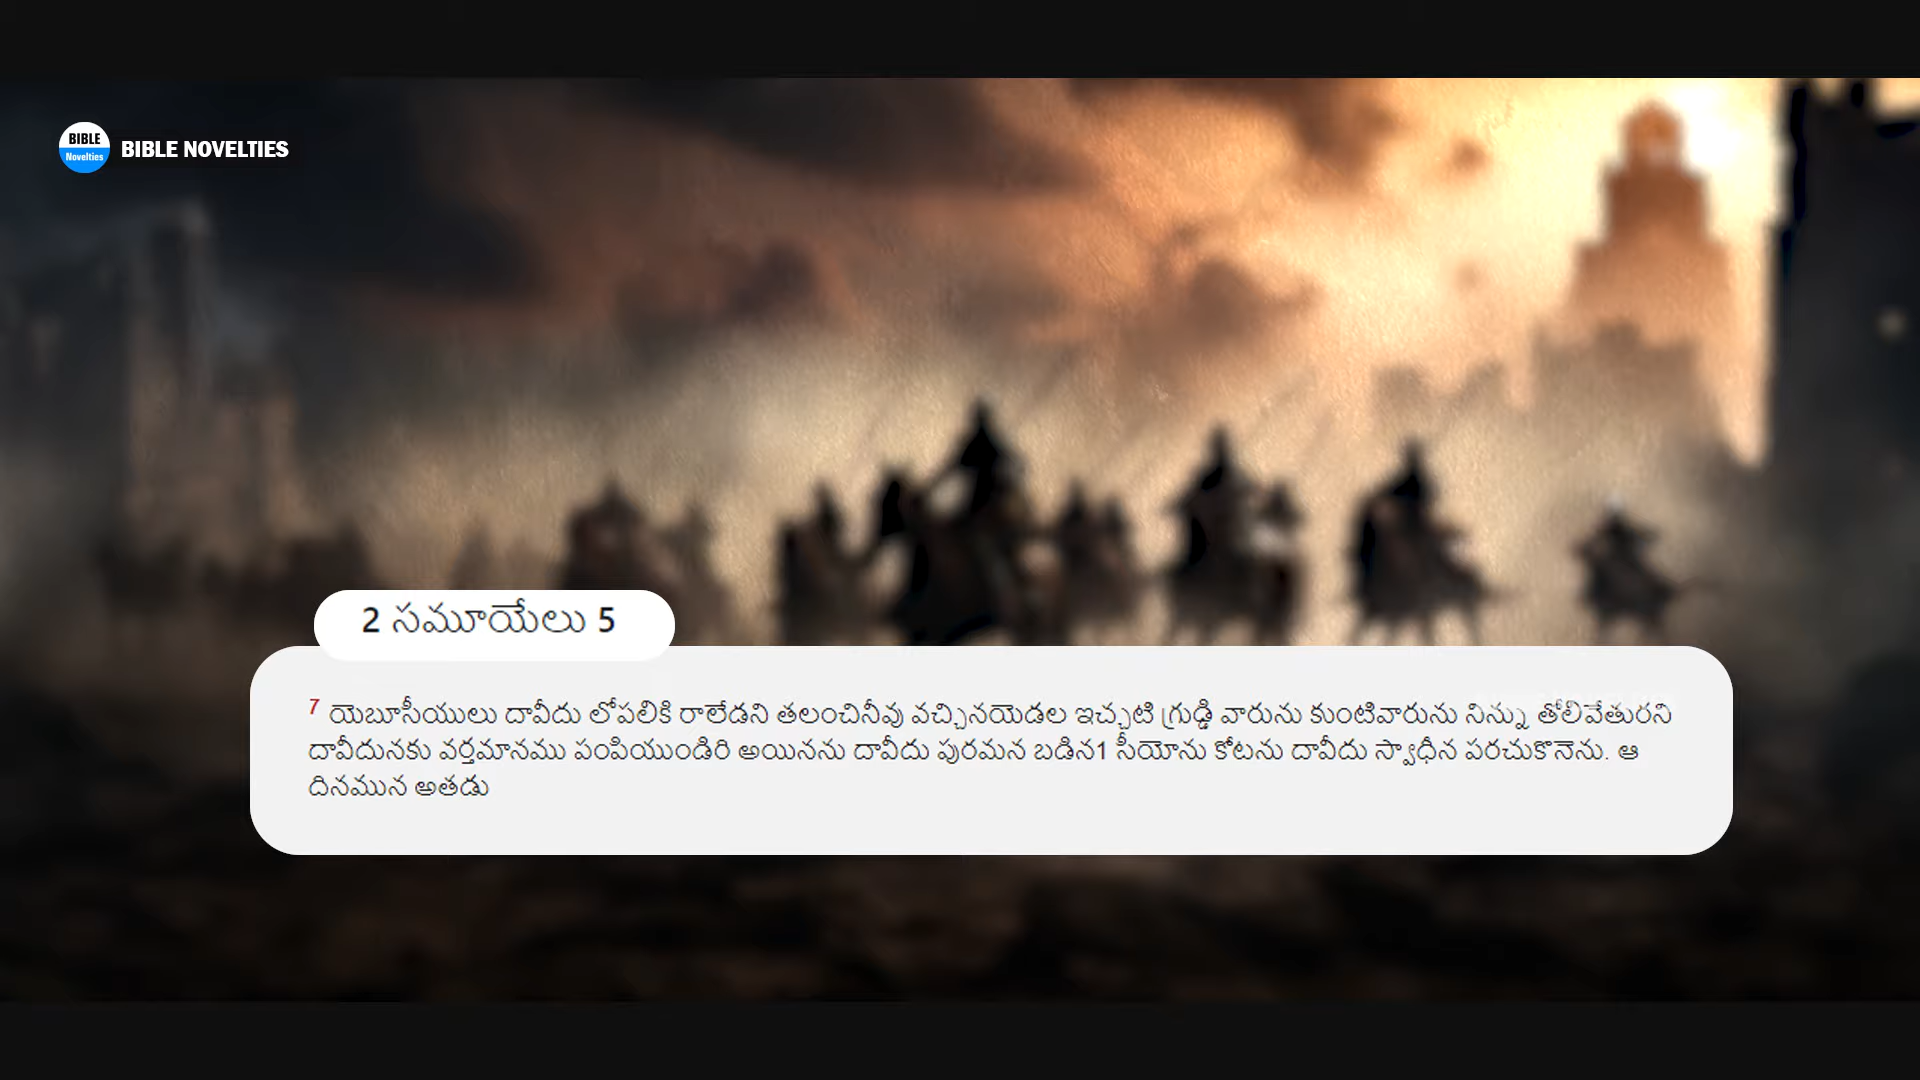 BIBLE
Novelties
BIBLE NOVELTIES
2 సమూయేలు 5
7 యెబూసీయులు దావీదు లోపలికి రాలేడని తలంచినీవు వచ్చినయెడల ఇచ్చటి గ్రుడ్డి వారును కుంటివారును నిన్ను తోలివేతురని
దావీదునకు వర్తమానము పంపియుండిరి అయినను దావీదు పురమన బడిన1 సీయోను కోటను దావీదు స్వాధీన పరచుకొనెను. ఆ
దినమున అతడు